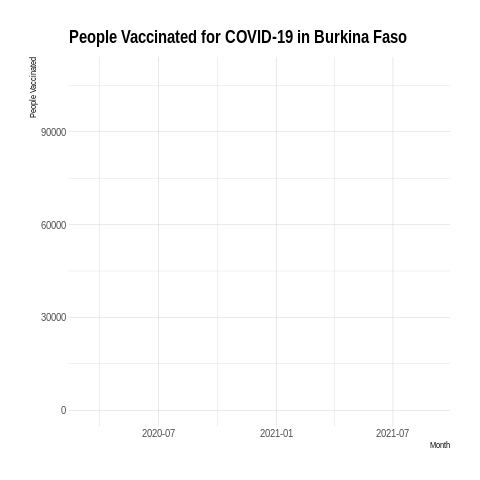 People Vaccinated for COVID-19 in Burkina Faso
People Vaccinated
90000
60000
30000
0
2020-07 2021-01 2021-07
Month